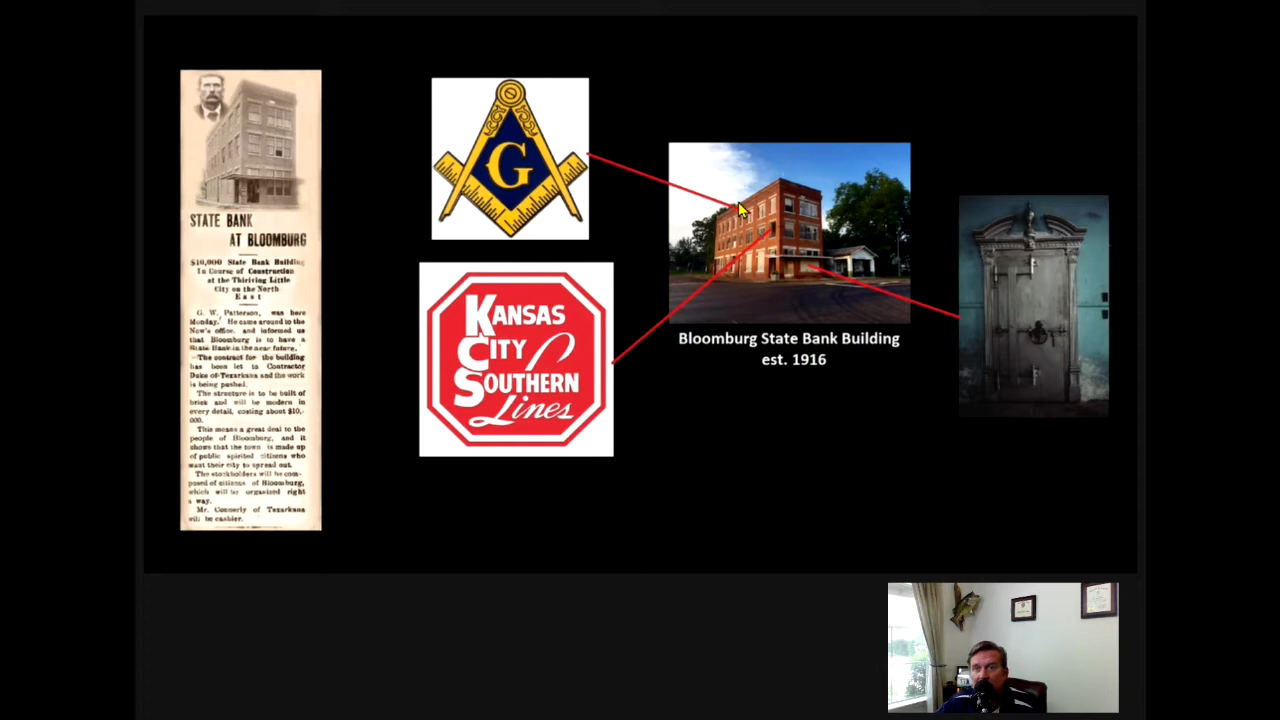 STATE BANK
AT BLOOMBURG
$10,000 State Bank Building
In Course of Construction
at the Thiriving Little
City on the North
East
G. W. Patterson, was here
Monday. He came around to the
New's office, and informed us
that Bloomburg is to have a
State Bank in the near future.
"The contract for the building
has been let to Contractor
Duke of Texarkana and the work
is being pushed.
The structure is to be built of
brick and will be modern in
every detail, costing about $10,-
000.
This means a great deal to the
people of Bloomburg, and it
shows that the town is made up
of public spirited citizens who
want their city to spread out.
The stockholders will be com-
posed of citizens of Bloomburg,
which will be organized right
a way.
Mr. Connerly of Texarkana
will be cashier.
G
KANSAS
CITY
SOUTHERN
Lines
Bloomburg State Bank Building
est. 1916